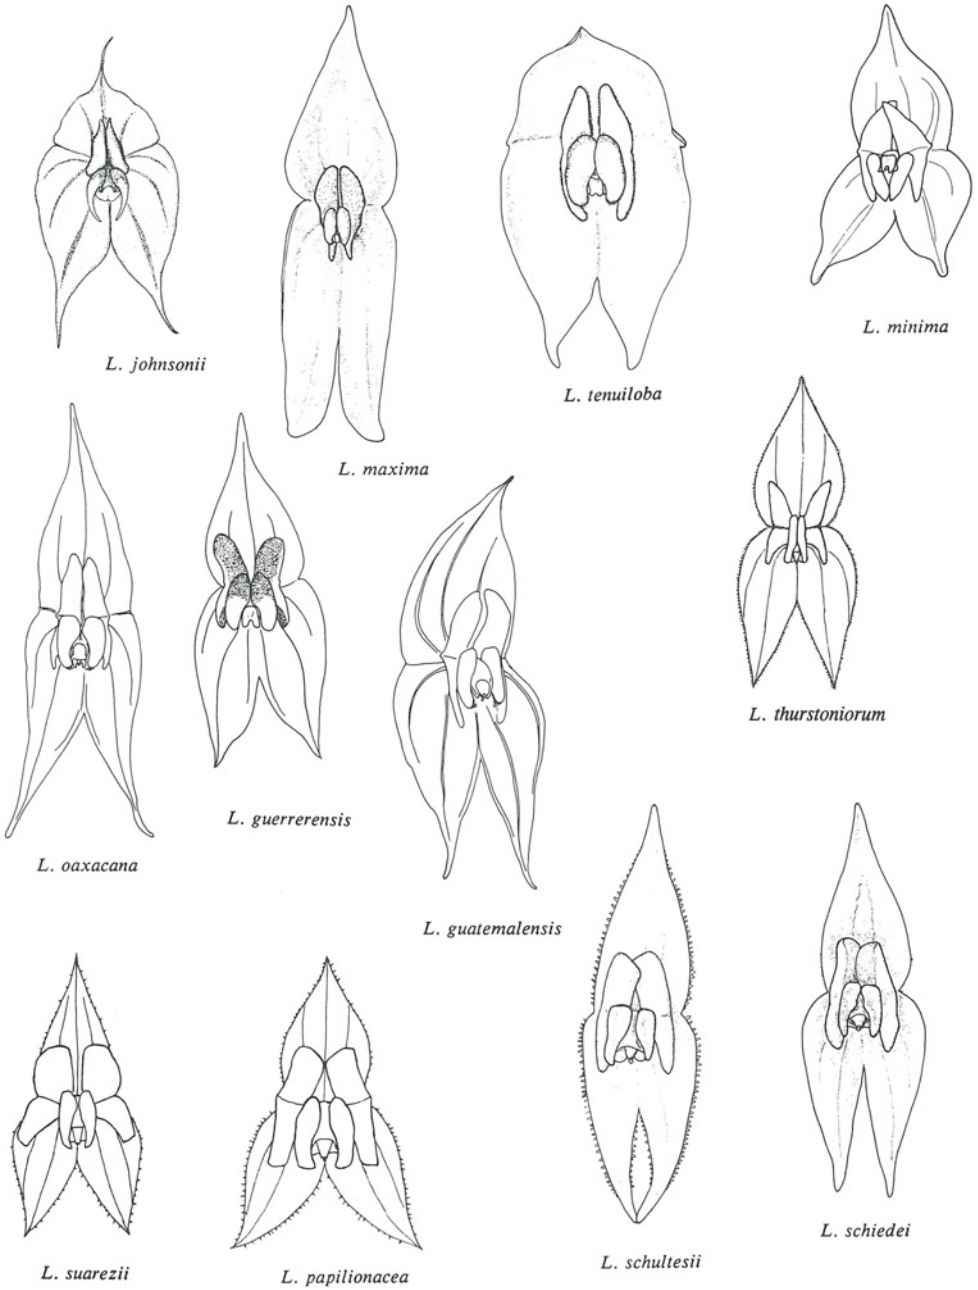 L. johnsonii
L. maxima
L. tenuiloba
L. minima
L. oaxacana
L. guerrerensis
L. guatemalensis
L. thurstoniorum
L. suarezii
L. papilionacea
L. schultesii
L. schiedei